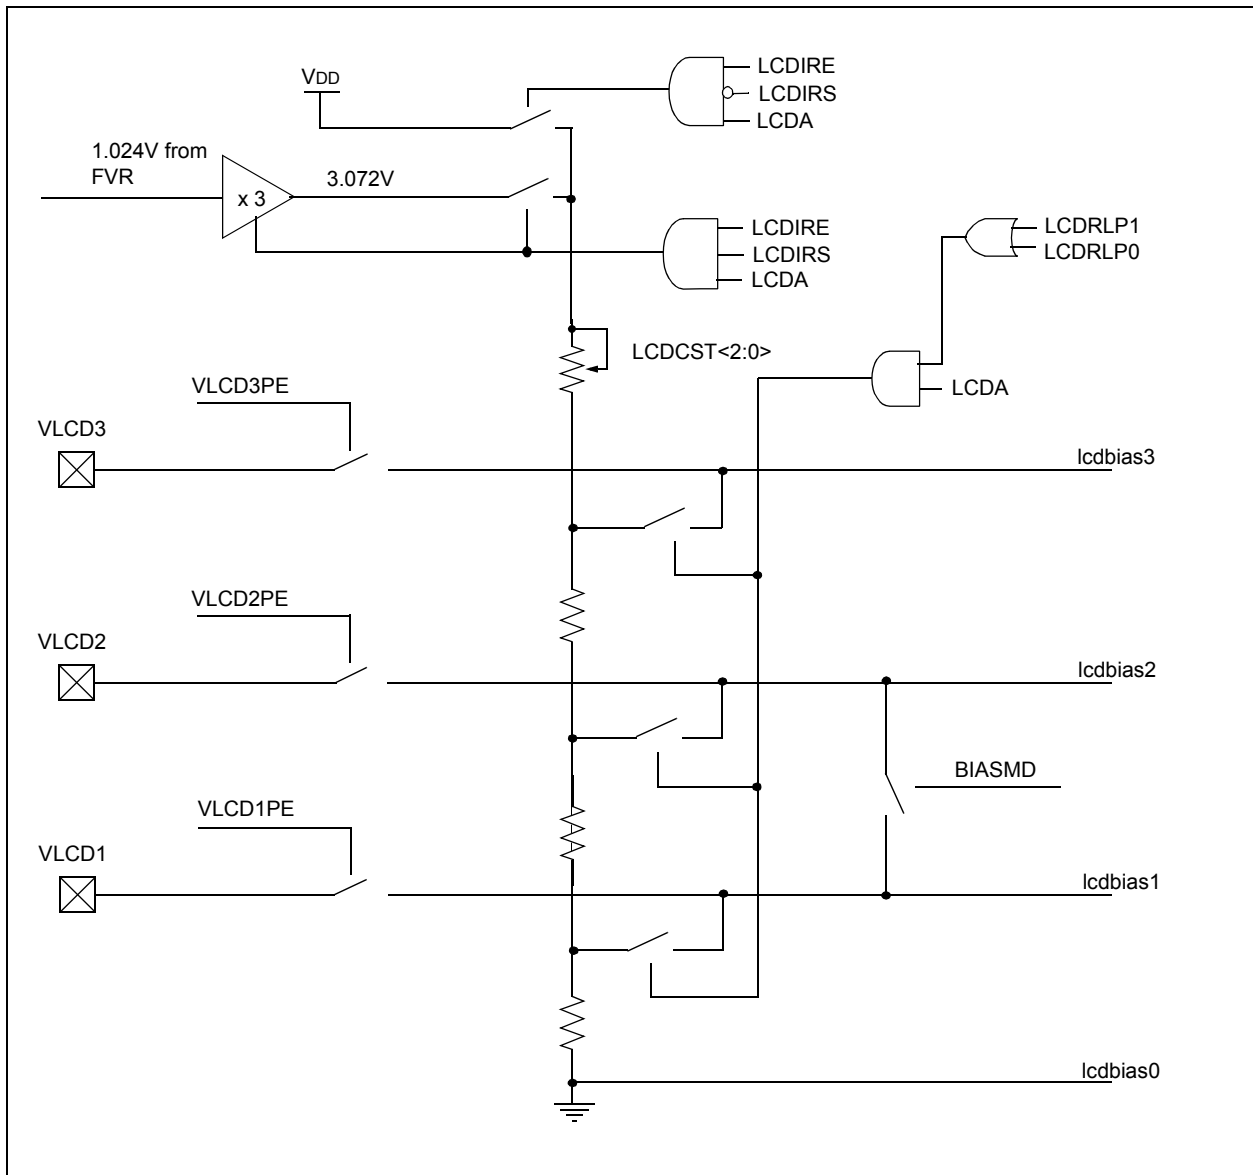 VDD
LCDIRE
LCDIRS
LCDA
1.024V from
FVR
x 3
3.072V
LCDIRE
LCDIRS
LCDA
LCDRLP1
LCDRLP0
LCDCST<2:0>
LCDA
VLCD3PE
VLCD3
lcdbias3
VLCD2PE
VLCD2
lcdbias2
BIASMD
VLCD1PE
VLCD1
lcdbias1
lcdbias0